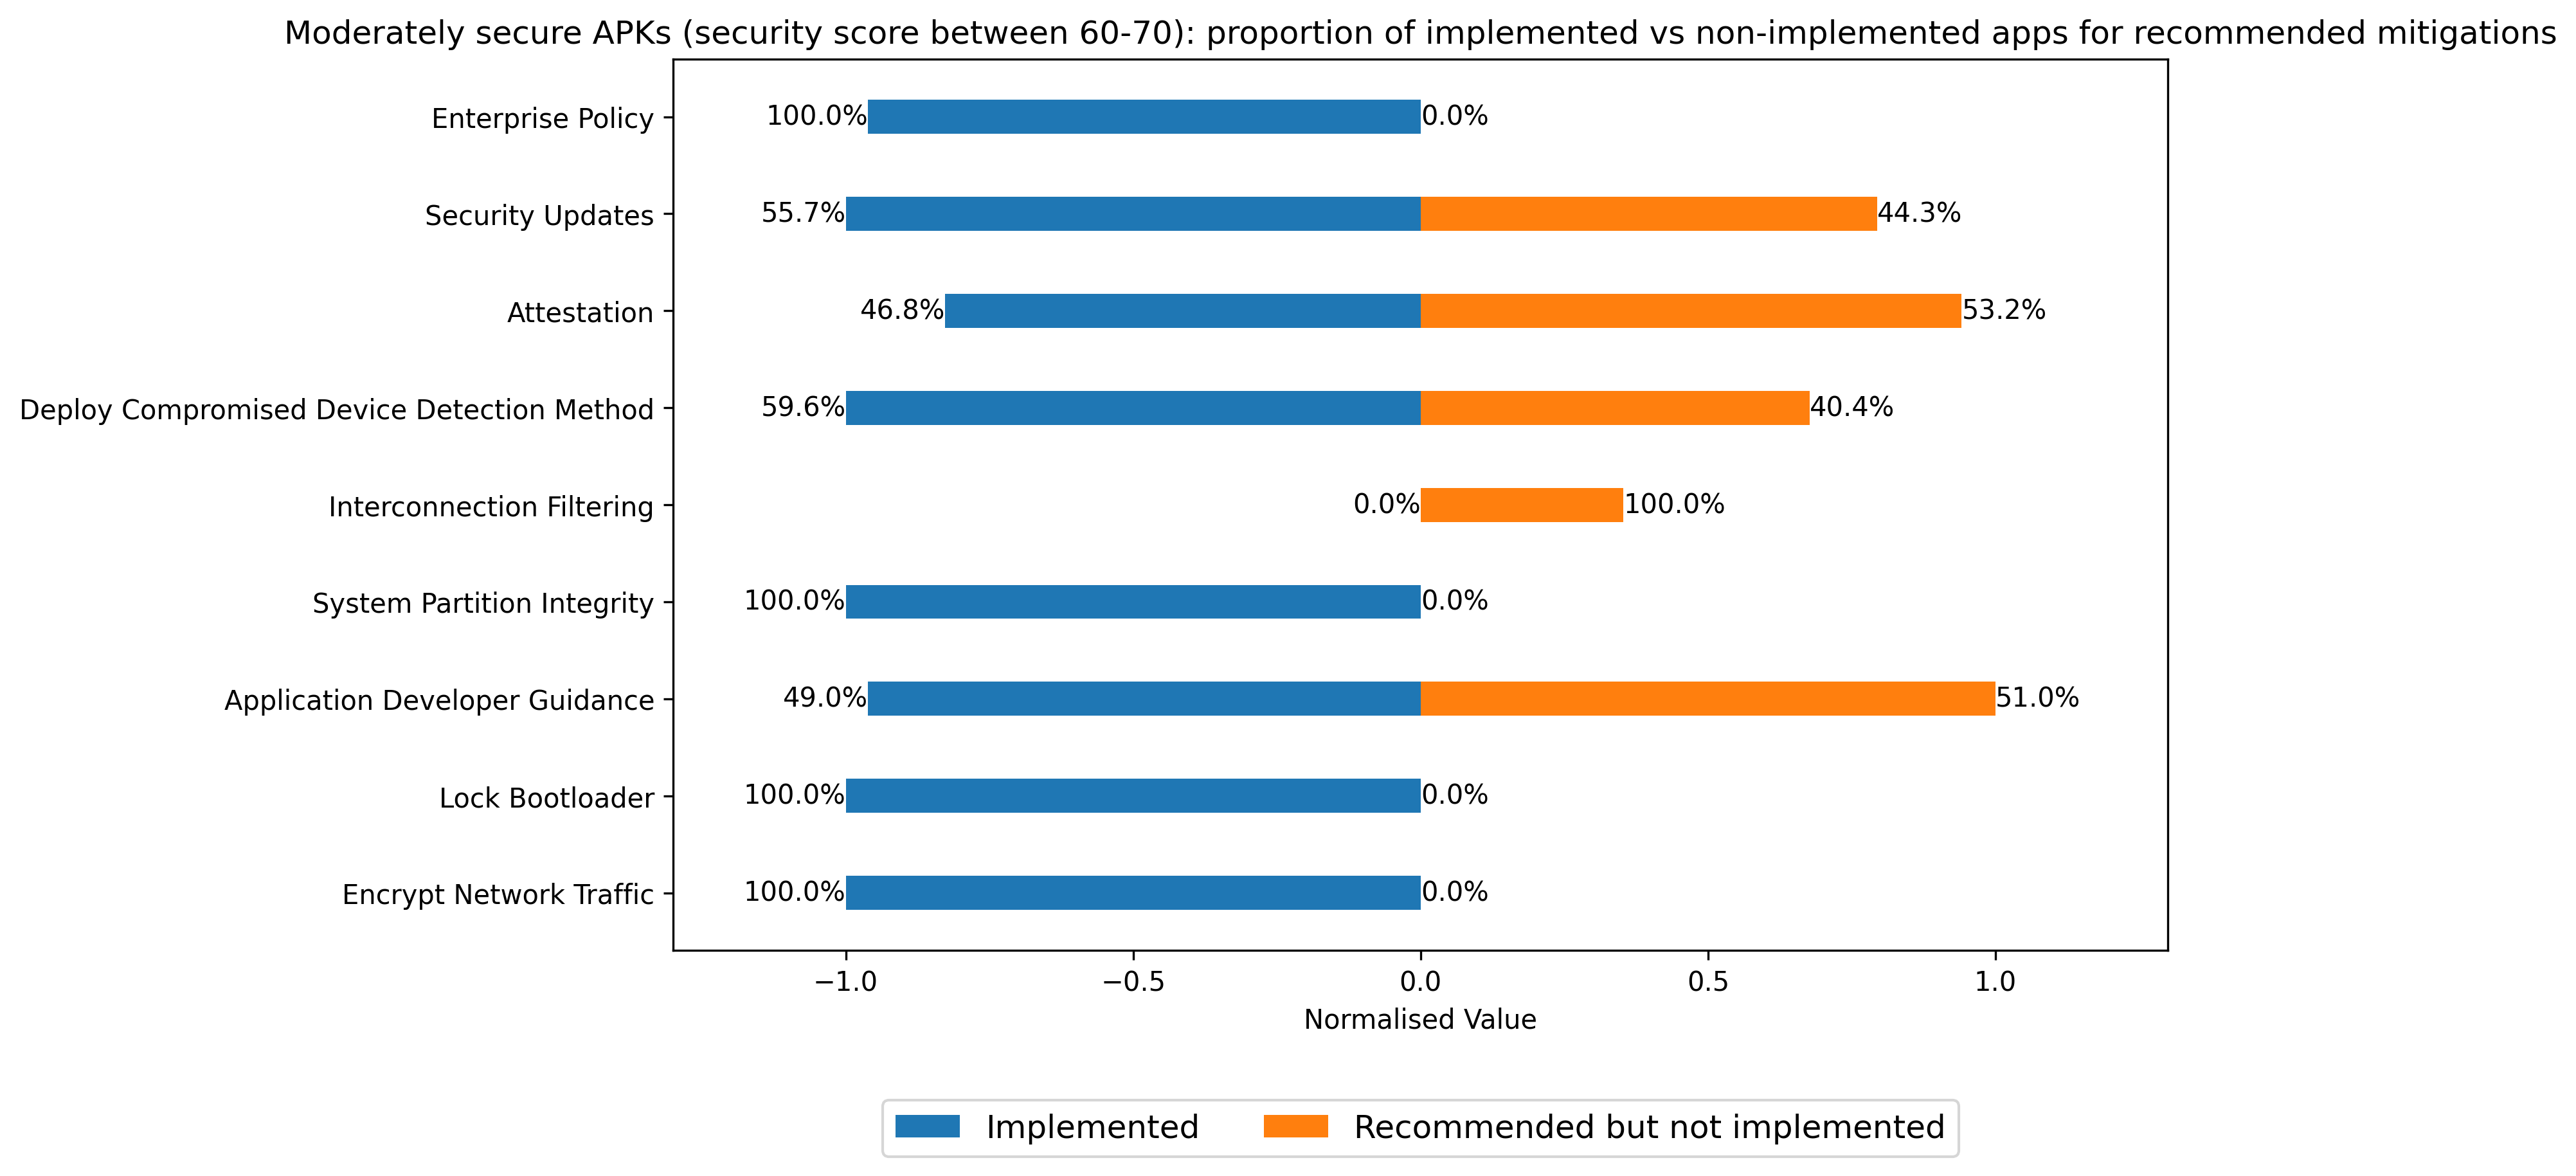 Moderately secure APKs (security score between 60-70): proportion of implemented vs non-implemented apps for recommended mitigations
Enterprise Policy 100.0% 0.0%
Security Updates 55.7% 44.3%
Attestation 46.8% 53.2%
Deploy Compromised Device Detection Method 59.6% 40.4%
Interconnection Filtering 0.0% 100.0%
System Partition Integrity 100.0% 0.0%
Application Developer Guidance 49.0% 51.0%
Lock Bootloader 100.0% 0.0%
Encrypt Network Traffic 100.0% 0.0%
−1.0 −0.5 0.0 0.5 1.0
Normalised Value
Implemented Recommended but not implemented